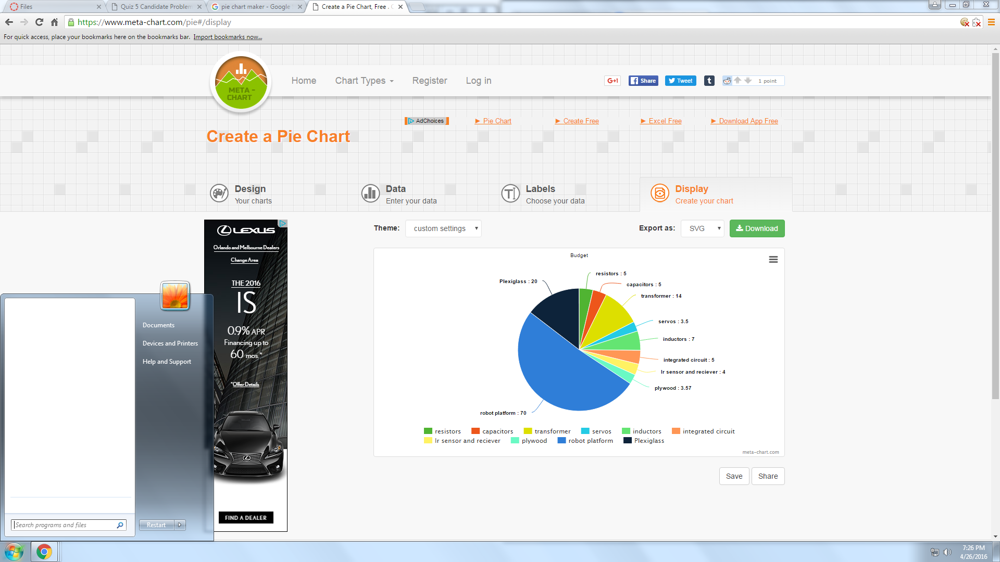 Files
Quiz 5 Candidate Problem
pie chart maker - Google
Create a Pie Chart, Free .
https://www.meta-chart.com/pie#/display
For quick access, place your bookmarks here on the bookmarks bar. Import bookmarks now...
META -
CHART
Home
Chart Types
Register
Log in
G+1
Share
Tweet
t
1 point
AdChoices
► Pie Chart
► Create Free
► Excel Free
► Download App Free
Create a Pie Chart
Design
Your charts
Data
Enter your data
Labels
Choose your data
Display
Create your chart
LEXUS
Orlando and Melbourne Dealers
Change Area
THE 2016
IS
0.9% APR
Financing up to
60 mos.*
*Offer Details
FIND A DEALER
Theme:
custom settings
Export as:
SVG
Download
Budget
resistors : 5
Plexiglass : 20
capacitors : 5
transformer : 14
servos : 3.5
inductors : 7
integrated circuit : 5
Ir sensor and reciever : 4
plywood : 3.57
robot platform : 70
resistors capacitors transformer servos inductors integrated circuit
Ir sensor and reciever plywood robot platform Plexiglass
meta-chart.com
Save
Share
Documents
Devices and Printers
Help and Support
Search programs and files
Restart
7:26 PM
4/26/2016